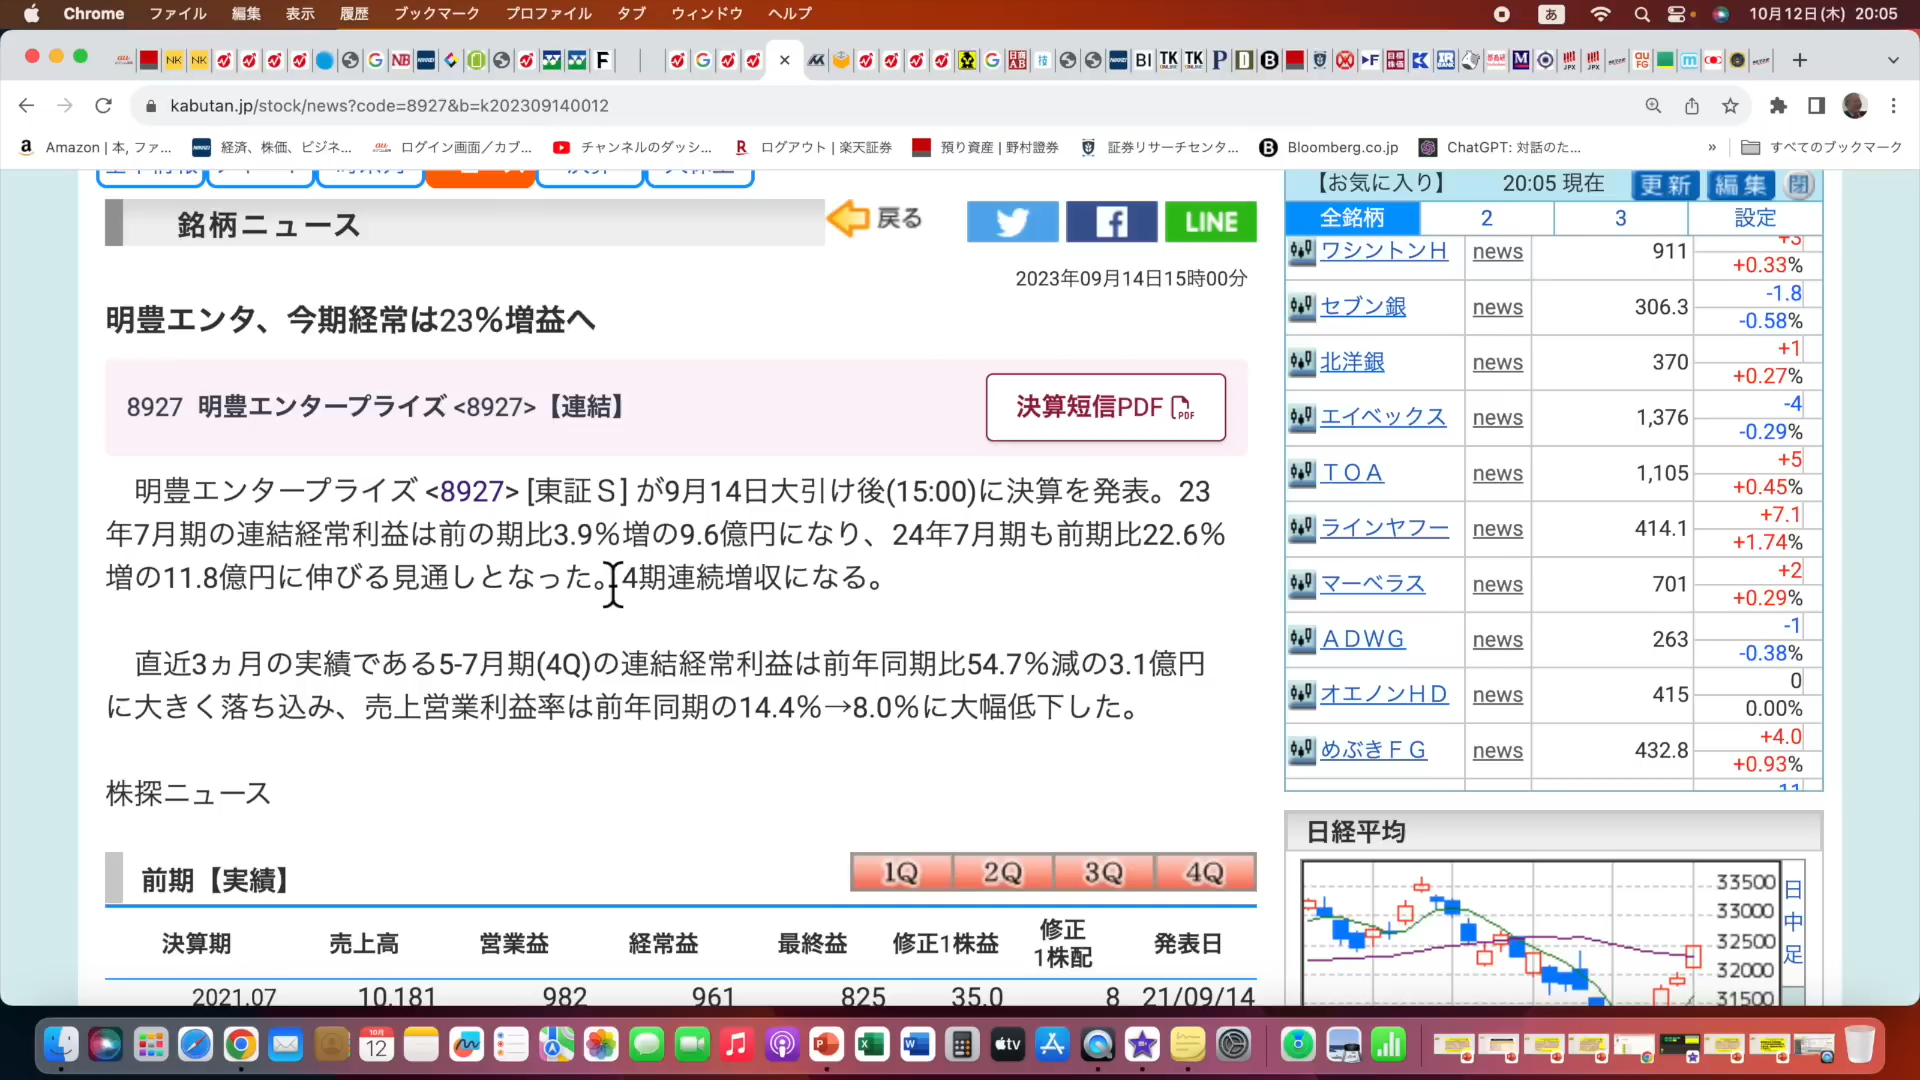 Chrome ファイル 編集 表示 履歴 ブックマーク プロファイル タブ ウィンドウ ヘルプ あ 10月12日(木) 20:05
kabutan.jp/stock/news?code=8927&b=k202309140012
Amazon | 本, ファ... 経済、株価、ビジネ... ログイン画面／カブ... チャンネルのダッシ... ログアウト | 楽天証券 預り資産 | 野村證券 証券リサーチセンタ... Bloomberg.co.jp ChatGPT: 対話のた... » すべてのブックマーク
銘柄ニュース
戻る
LINE
2023年09月14日15時00分
明豊エンタ、今期経常は23％増益へ
8927 明豊エンタープライズ <8927>【連結】
決算短信PDF
明豊エンタープライズ <8927> [東証Ｓ] が9月14日大引け後(15:00)に決算を発表。23
年7月期の連結経常利益は前の期比3.9％増の9.6億円になり、24年7月期も前期比22.6％
増の11.8億円に伸びる見通しとなった。4期連続増収になる。
直近3ヵ月の実績である5-7月期(4Q)の連結経常利益は前年同期比54.7％減の3.1億円
に大きく落ち込み、売上営業利益率は前年同期の14.4％→8.0％に大幅低下した。
株探ニュース
前期【実績】
1Q 2Q 3Q 4Q
決算期 売上高 営業益 経常益 最終益 修正1株益 修正1株配 発表日
2021.07 10,181 982 961 825 35.0 8 21/09/14
【お気に入り】 20:05 現在 更新 編集 閉
全銘柄 2 3 設定
ワシントンＨ news 911 +3 +0.33%
セブン銀 news 306.3 -1.8 -0.58%
北洋銀 news 370 +1 +0.27%
エイベックス news 1,376 -4 -0.29%
ＴＯＡ news 1,105 +5 +0.45%
ラインヤフー news 414.1 +7.1 +1.74%
マーベラス news 701 +2 +0.29%
ＡＤＷＧ news 263 -1 -0.38%
オエノンＨＤ news 415 0 0.00%
めぶきＦＧ news 432.8 +4.0 +0.93%
日経平均
33500
33000
32500
32000
31500
日
中
足
10月
12
tv